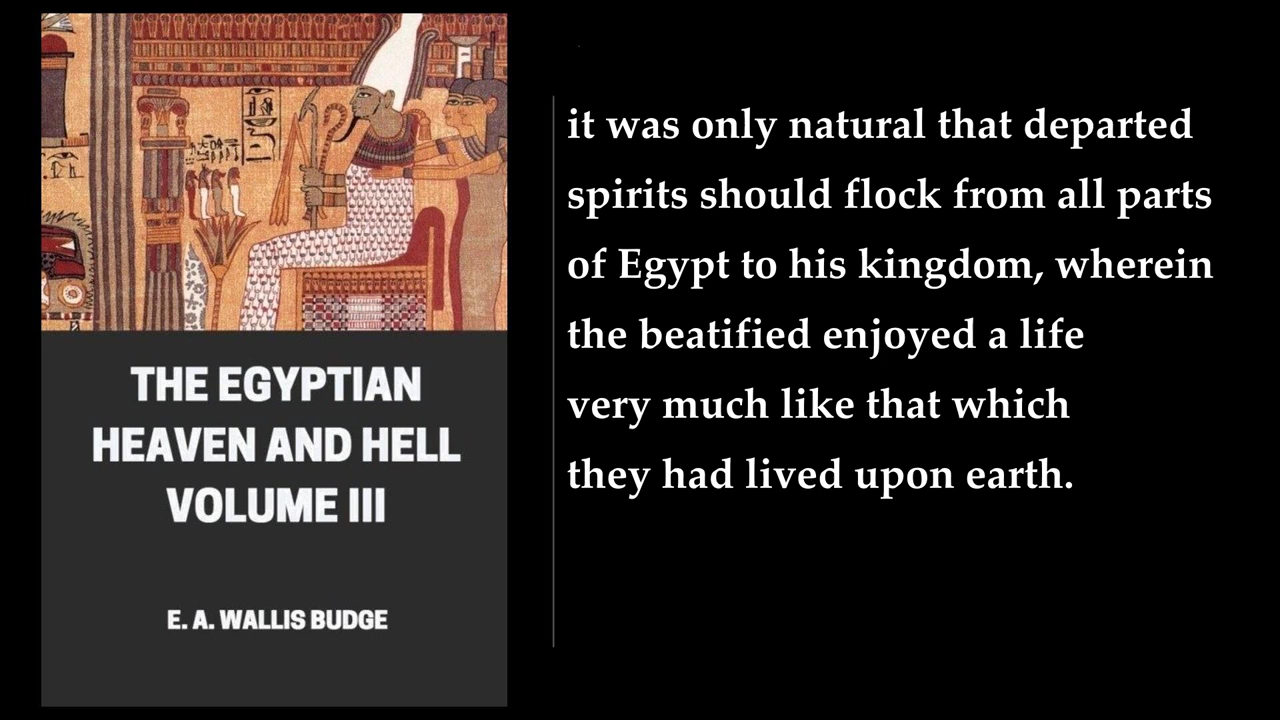 THE EGYPTIAN
HEAVEN AND HELL
VOLUME III
E. A. WALLIS BUDGE
it was only natural that departed
spirits should flock from all parts
of Egypt to his kingdom, wherein
the beatified enjoyed a life
very much like that which
they had lived upon earth.